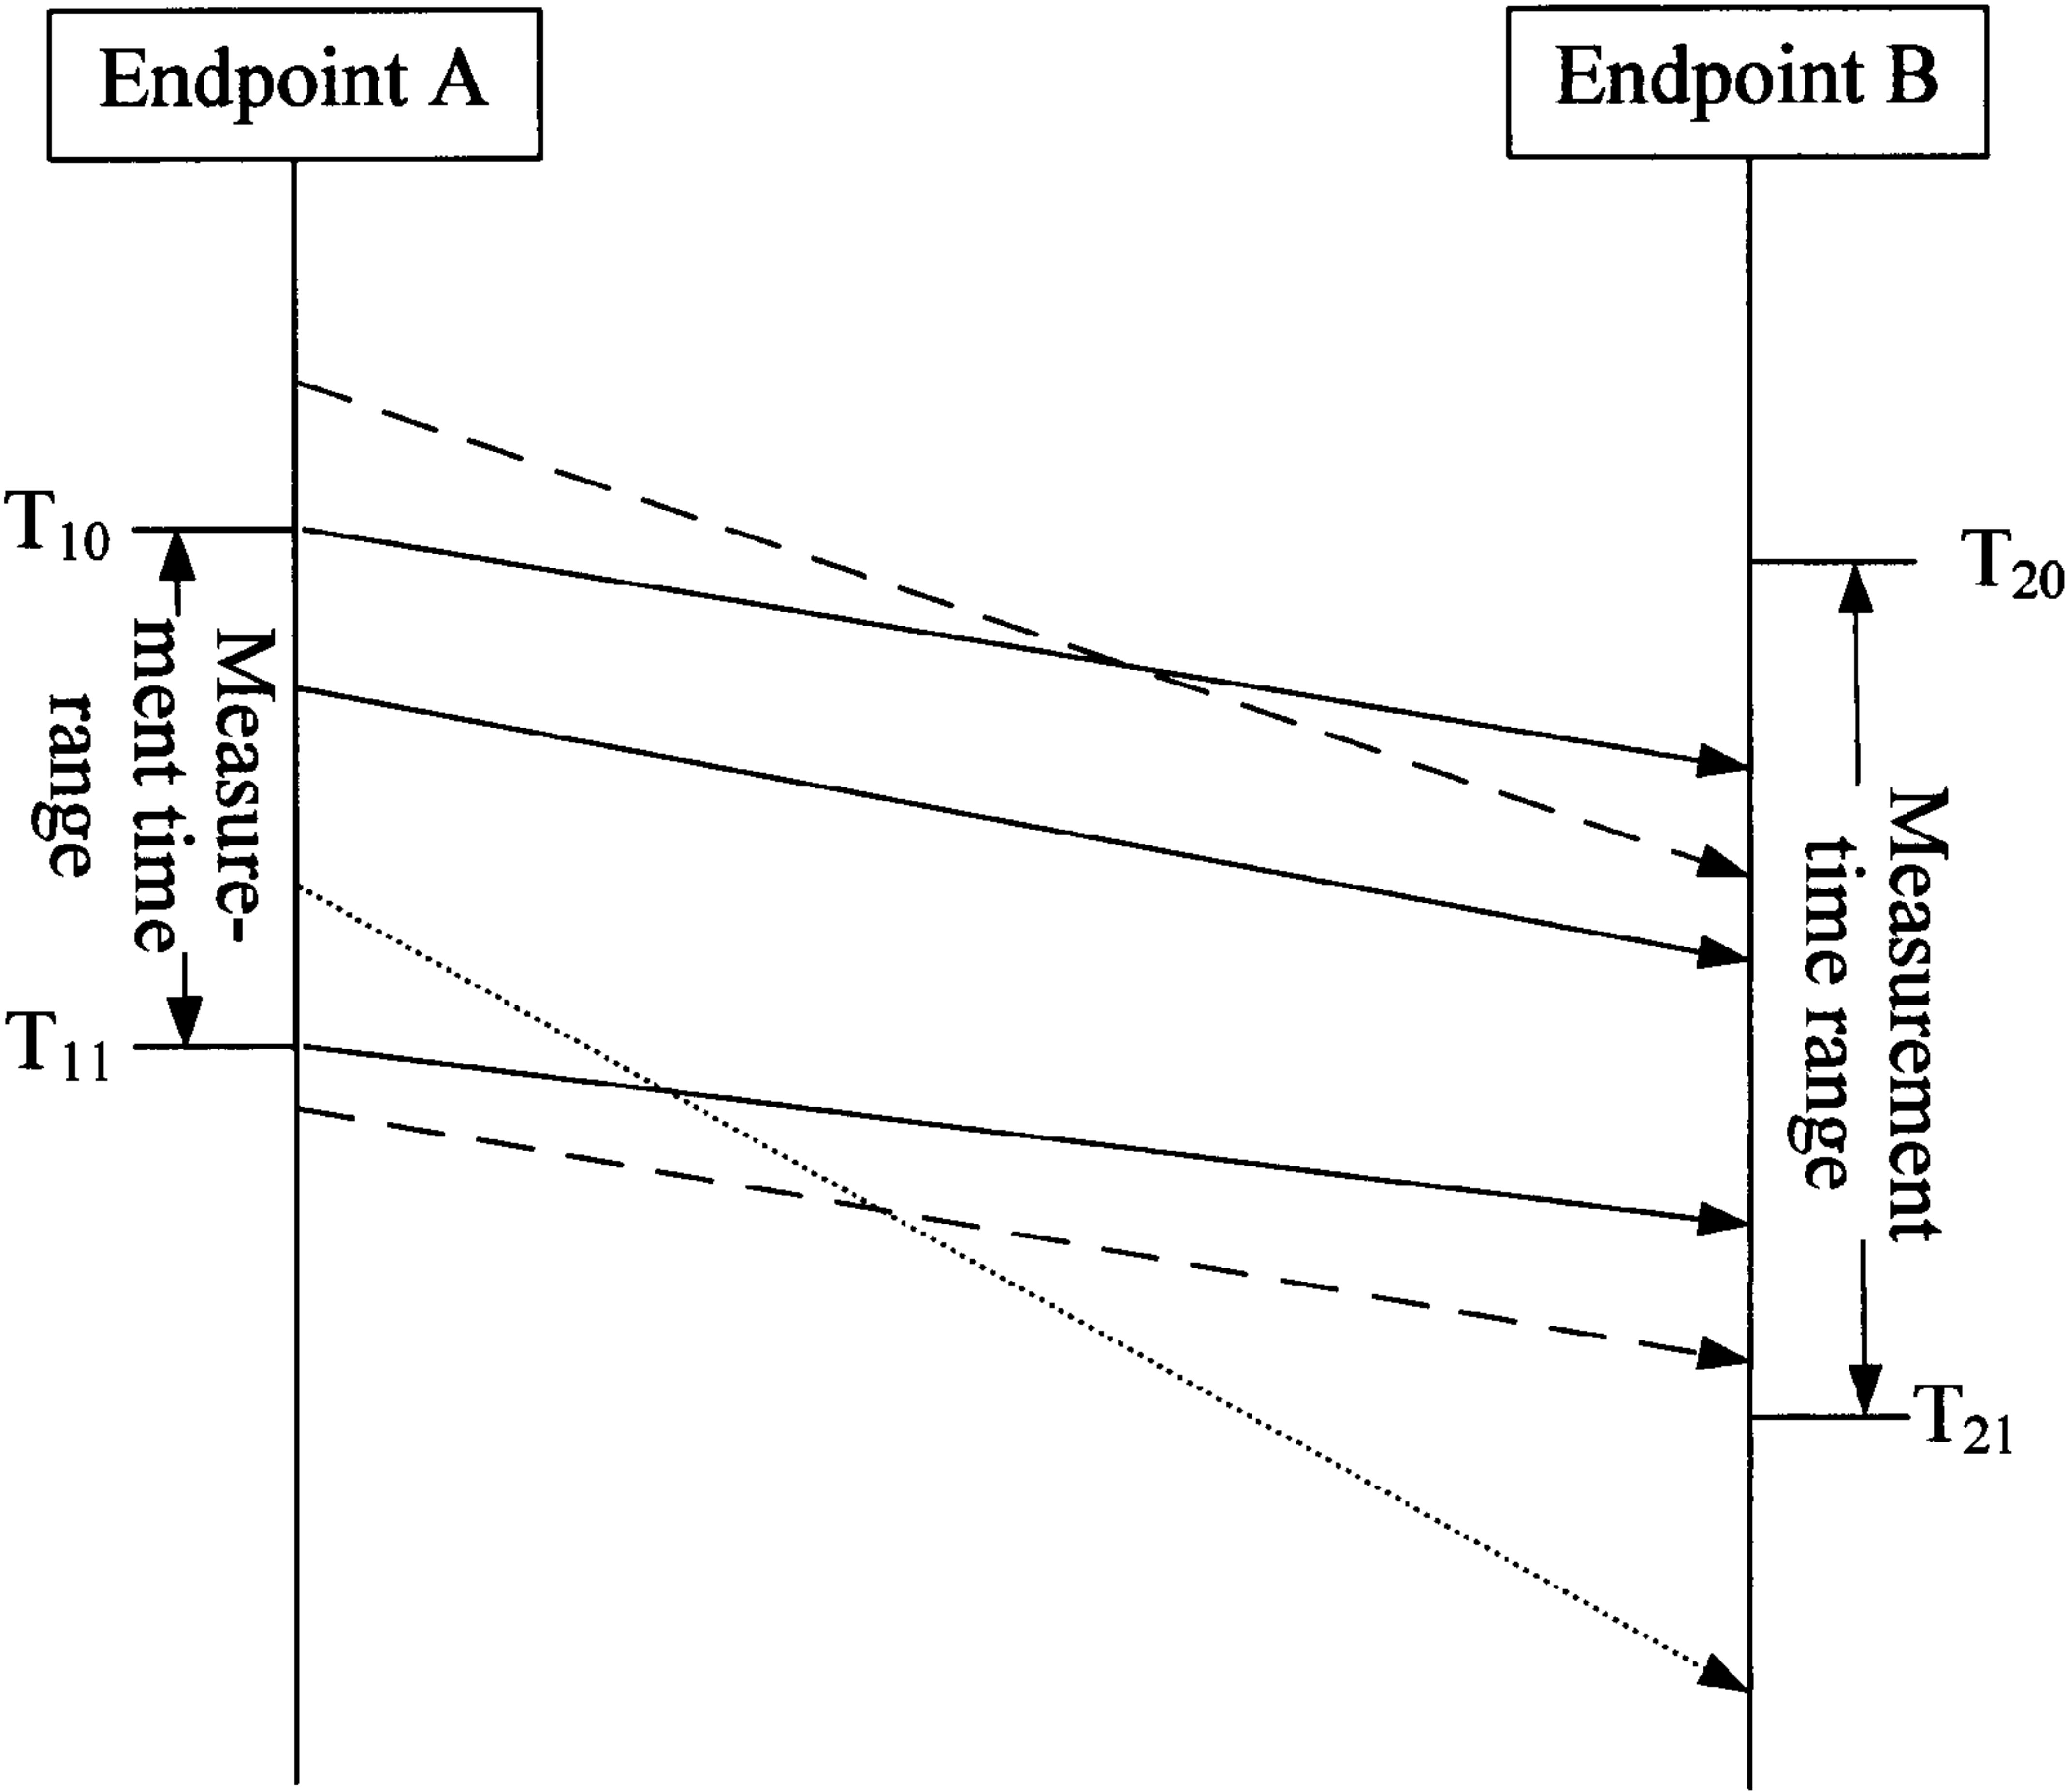 Endpoint A
Endpoint B
T10
T20
Measure-
ment time
range
Measurement
time range
T11
T21